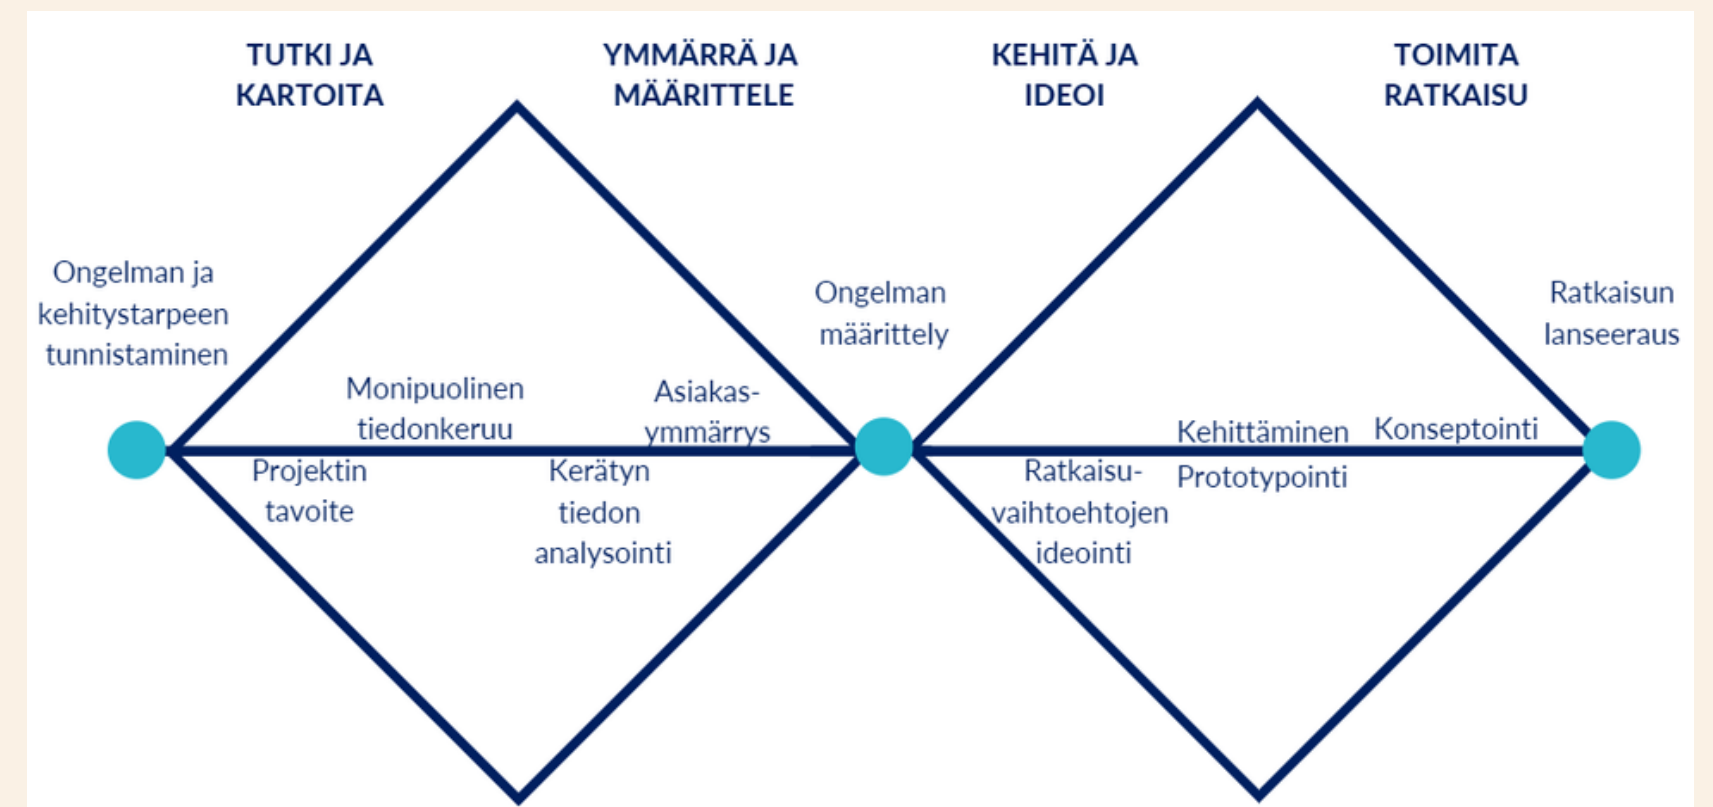 TUTKI JA
KARTOITA
YMMÄRRÄ JA
MÄÄRITTELE
KEHITÄ JA
IDEOI
TOIMITA
RATKAISU
Ongelman ja
kehitystarpeen
tunnistaminen
Monipuolinen
tiedonkeruu
Projektin
tavoite
Asiakas-
ymmärrys
Kerätyn
tiedon
analysointi
Ongelman
määrittely
Ratkaisu-
vaihtoehtojen
ideointi
Kehittäminen
Prototypointi
Konseptointi
Ratkaisun
lanseeraus